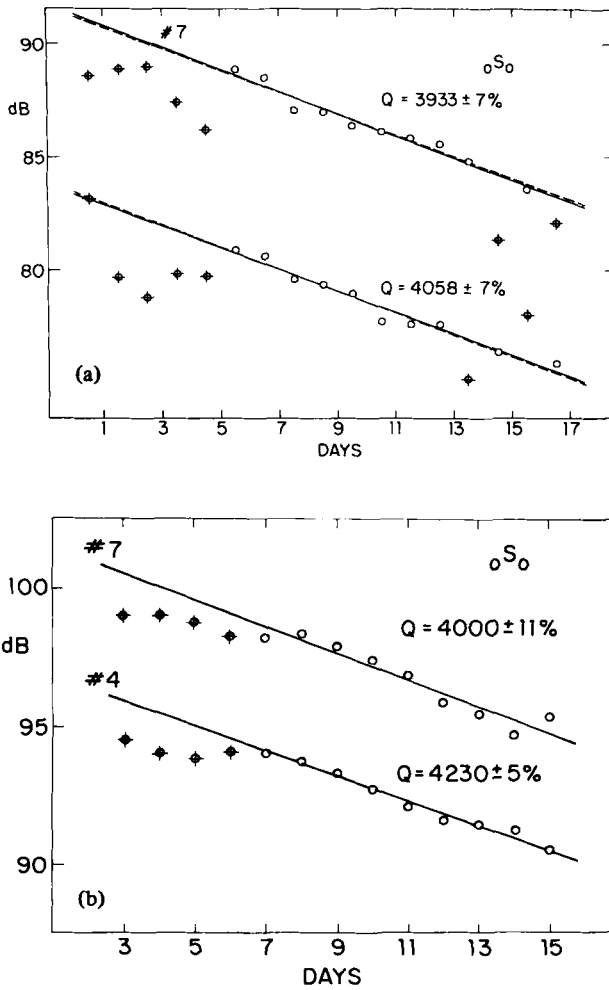 #7
₀S₀
90
Q = 3933 ± 7%
dB
85
80
Q = 4058 ± 7%
(a)
1 3 5 7 9 11 13 15 17
DAYS
#7
₀S₀
100
Q = 4000 ± 11%
dB
#4
95
Q = 4230 ± 5%
90
(b)
3 5 7 9 11 13 15
DAYS